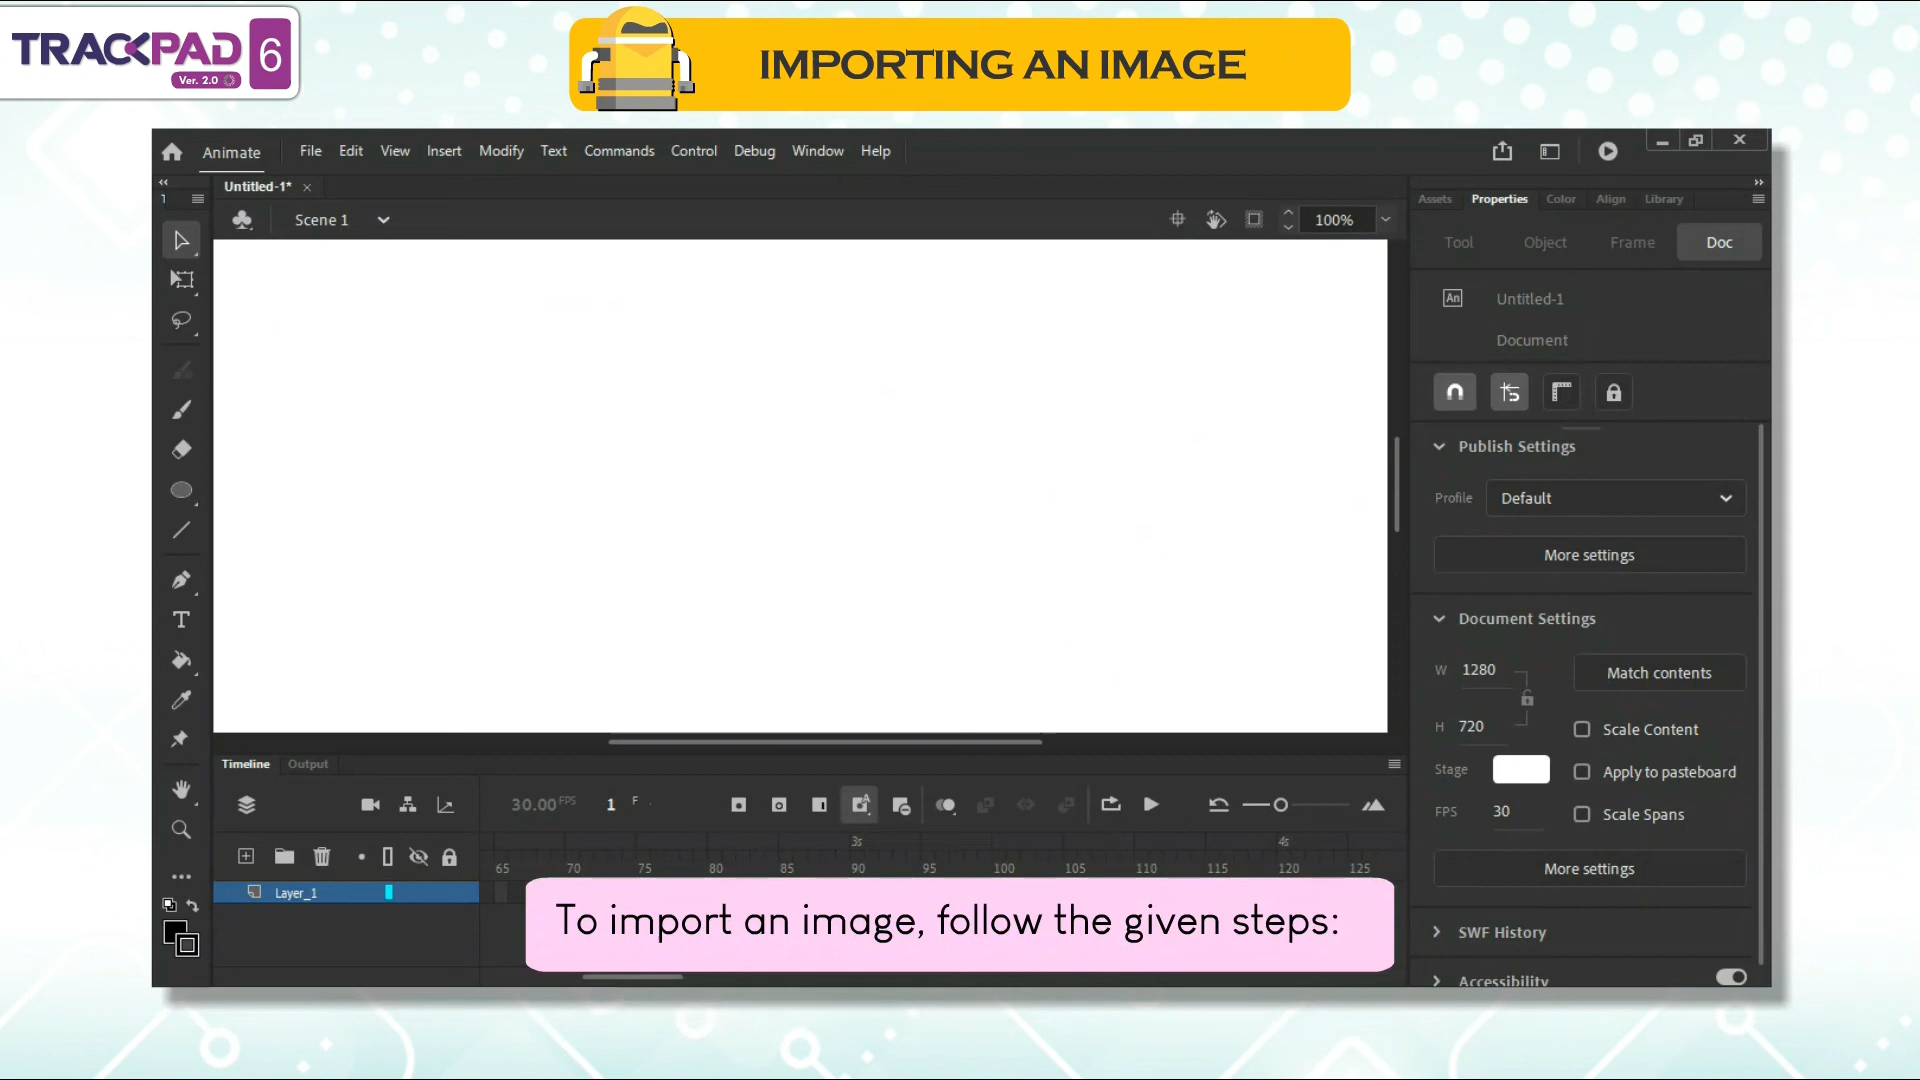 TRACKPAD 6
Ver. 2.0
IMPORTING AN IMAGE
Animate File Edit View Insert Modify Text Commands Control Debug Window Help
Untitled-1*
Scene 1
100%
Assets Properties Color Align Library
Tool Object Frame Doc
An Untitled-1
Document
Publish Settings
Profile Default
More settings
Document Settings
W 1280
Match contents
H 720
Scale Content
Stage
Apply to pasteboard
FPS 30
Scale Spans
More settings
SWF History
Accessibility
Timeline Output
30.00 FPS 1 F
3s 4s
65 70 75 80 85 90 95 100 105 110 115 120 125
Layer_1
To import an image, follow the given steps: